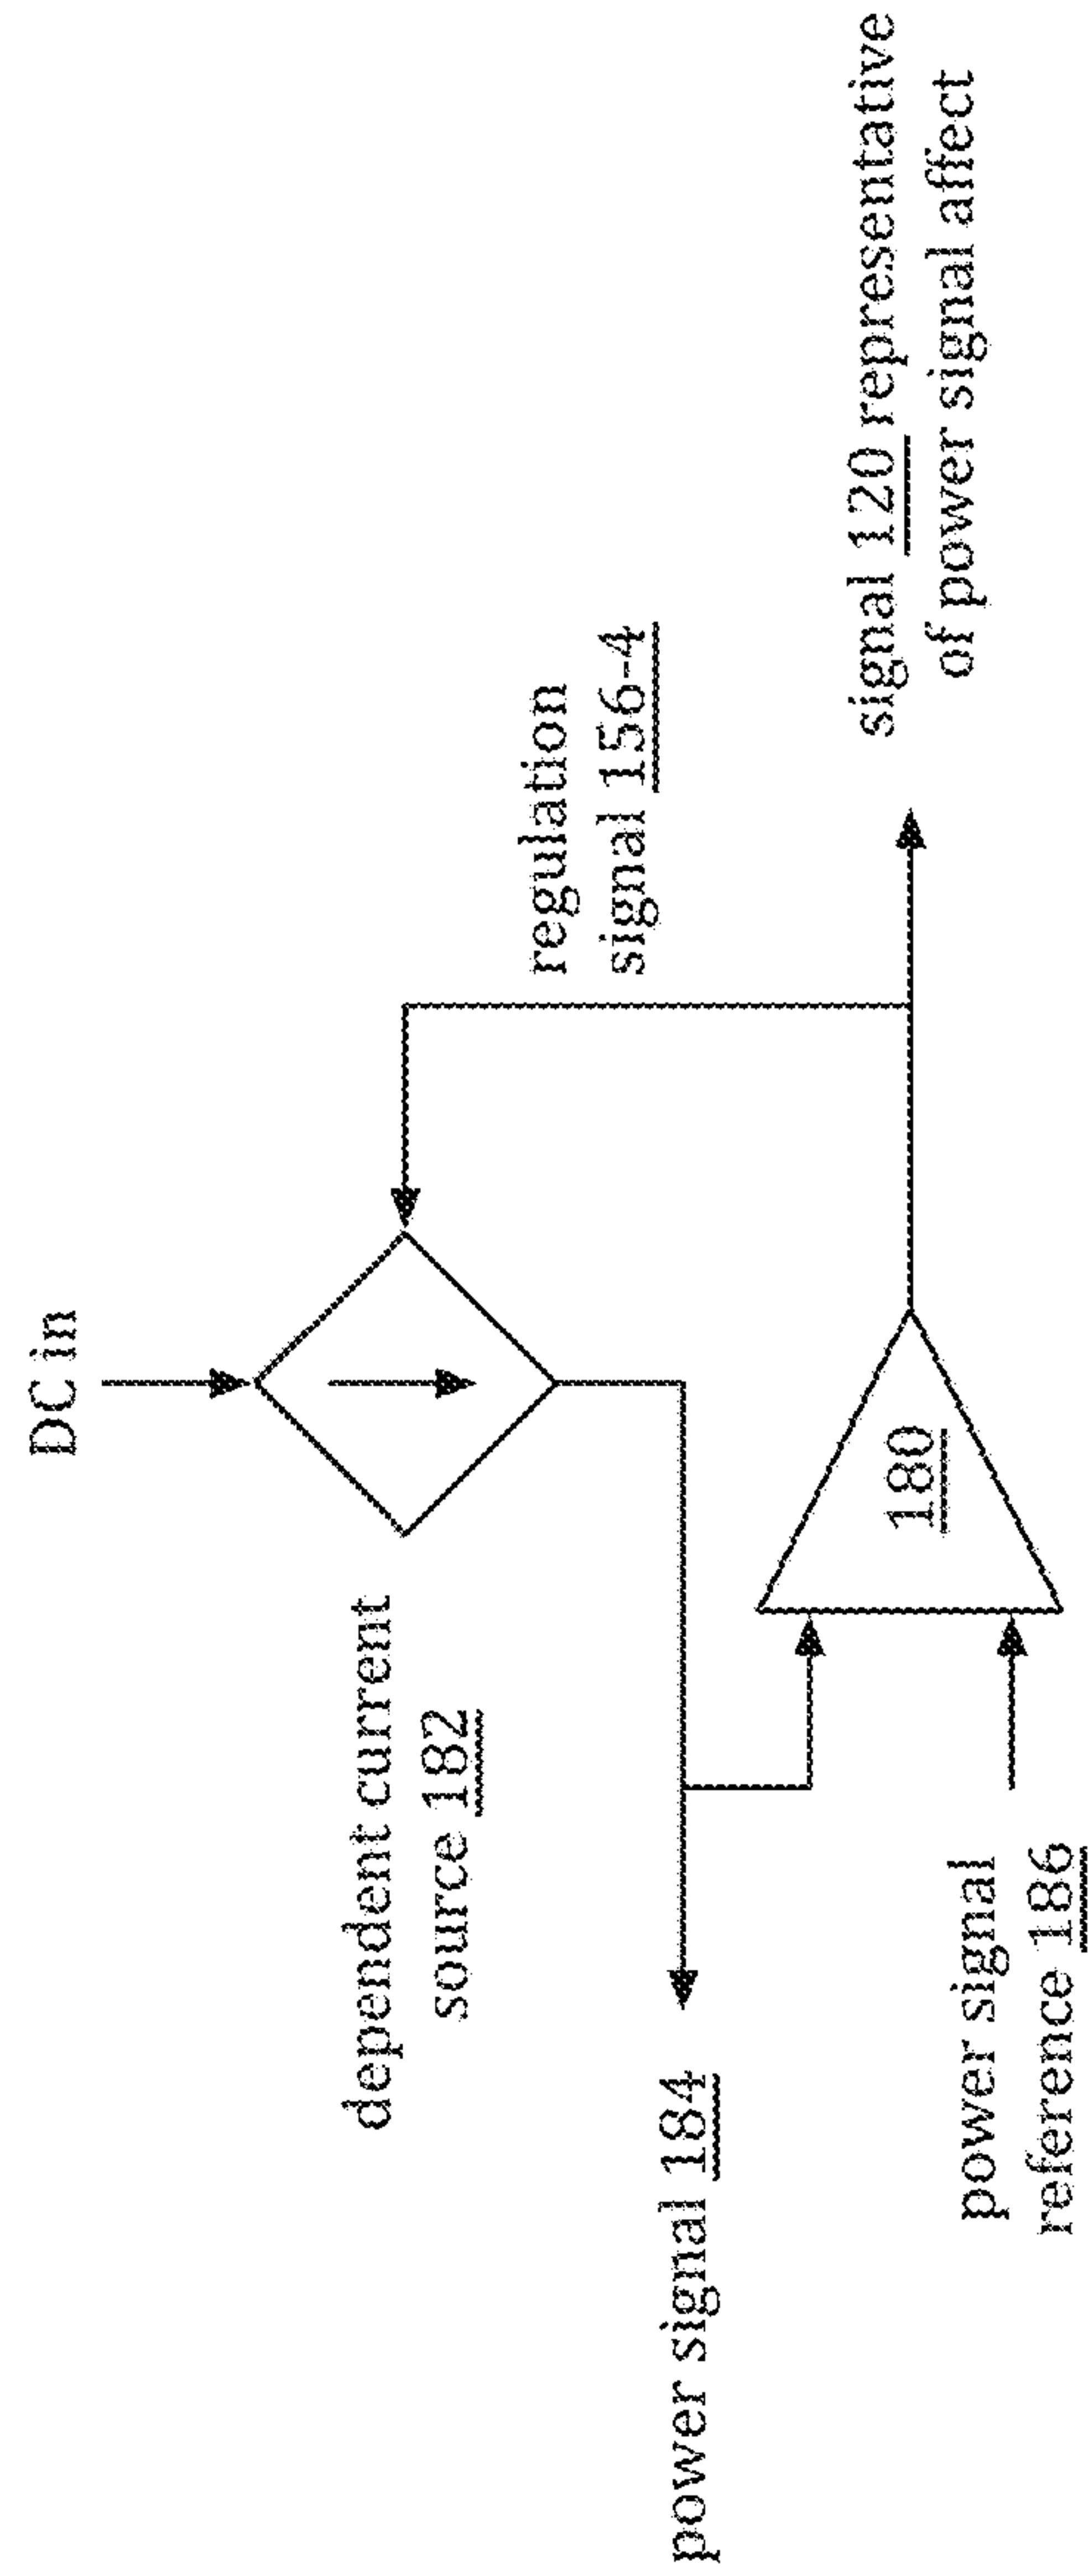 DC in
dependent current
source 182
regulation
signal 156-4
power signal 184
180
power signal
reference 186
signal 120 representative
of power signal affect